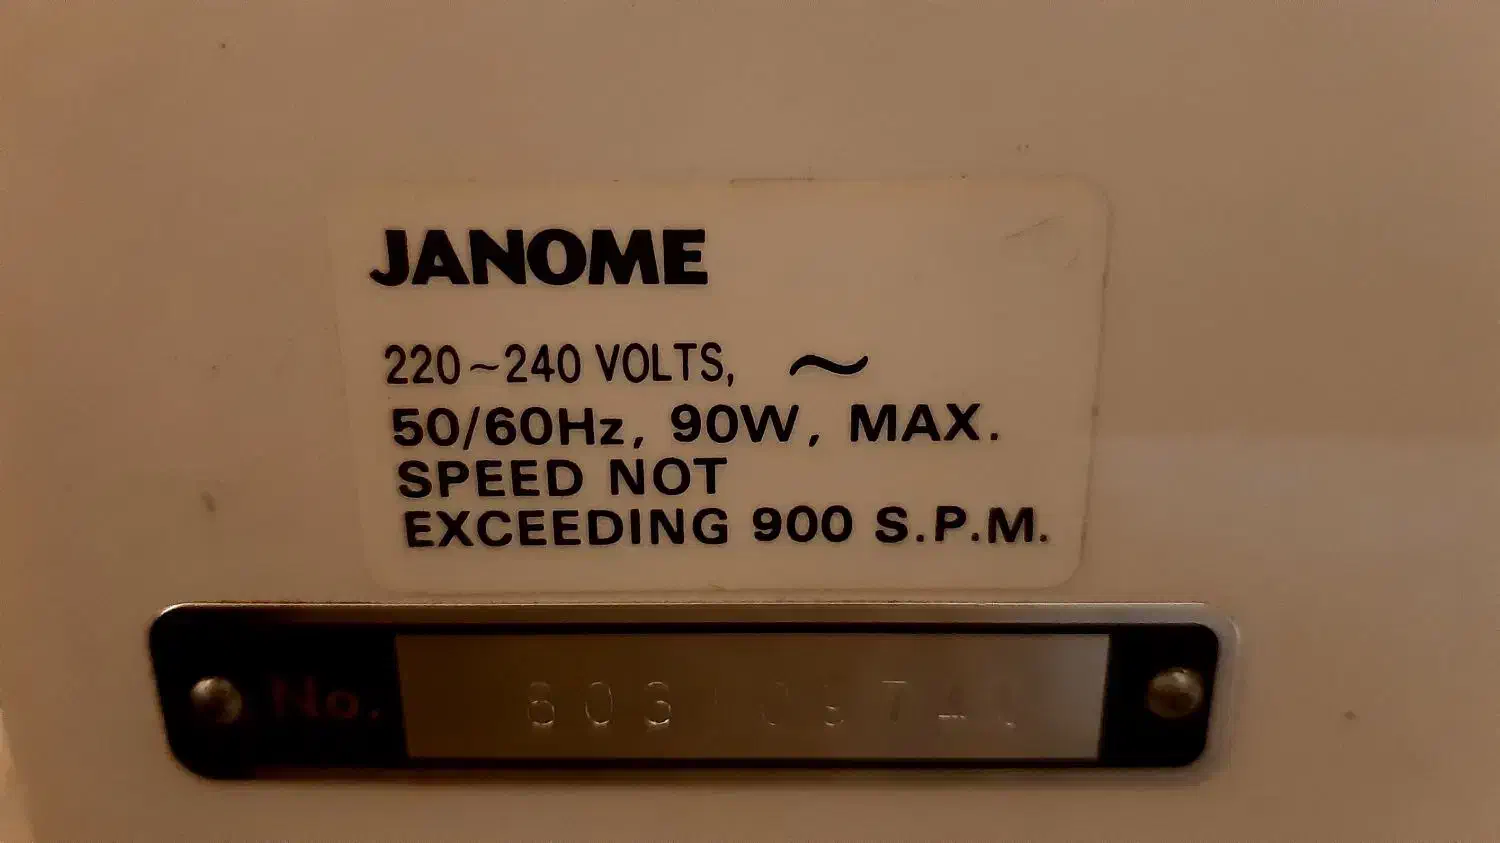 JANOME
220~240 VOLTS, ~
50/60Hz, 90W, MAX.
SPEED NOT
EXCEEDING 900 S.P.M.
No.